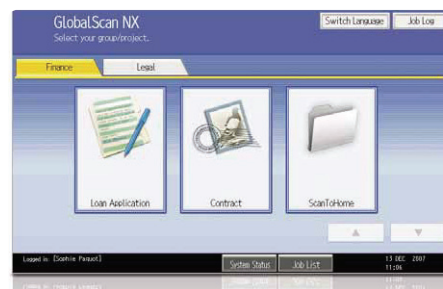 GlobalScan NX
Switch Language
Job Log
Select your group/project.
Finance
Legal
Loan Application
Contract
ScanToHome
Logged in: [Sophie Paquot]
System Status
Job List
13 DEC 2007
11:06